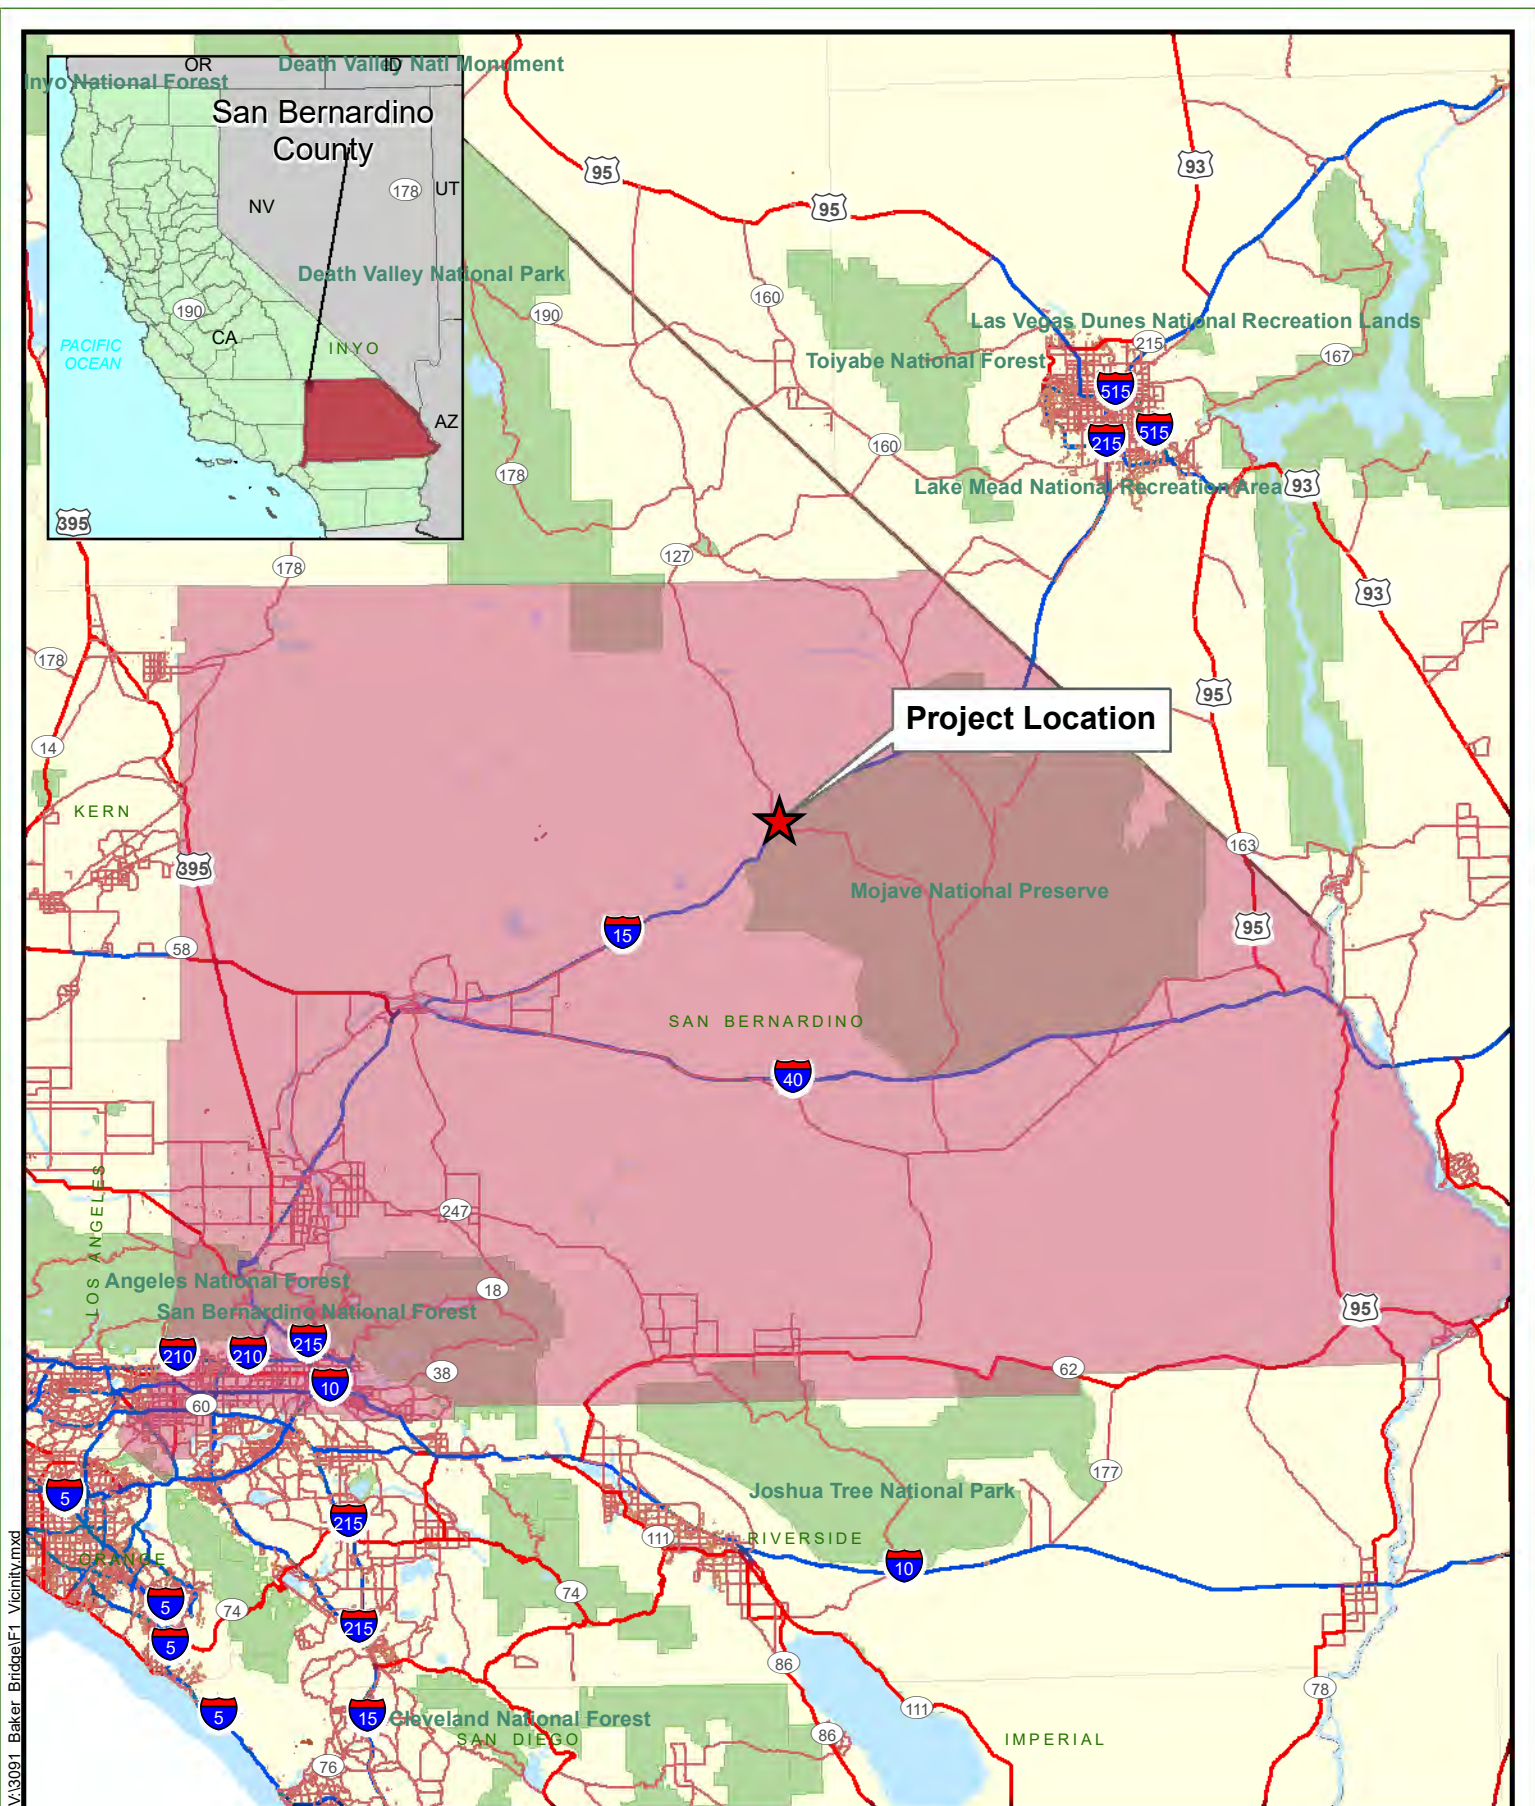 OR
ID
Death Valley Natl Monument
Inyo National Forest
San Bernardino
County
95
93
178
UT
NV
95
Death Valley National Park
190
160
190
Las Vegas Dunes National Recreation Lands
CA
PACIFIC
OCEAN
INYO
215
167
Toiyabe National Forest
515
AZ
515
215
160
178
Lake Mead National Recreation Area
93
395
127
178
93
178
95
Project Location
14
KERN
163
395
Mojave National Preserve
95
15
58
SAN BERNARDINO
40
LOS ANGELES
247
Angeles National Forest
18
San Bernardino National Forest
95
215
210
210
62
38
10
60
177
5
Joshua Tree National Park
215
111
RIVERSIDE
ORANGE
10
74
5
74
215
5
86
78
111
5
15
Cleveland National Forest
86
SAN DIEGO
IMPERIAL
76
V:\3091_Baker_Bridge\F1_Vicinity.mxd